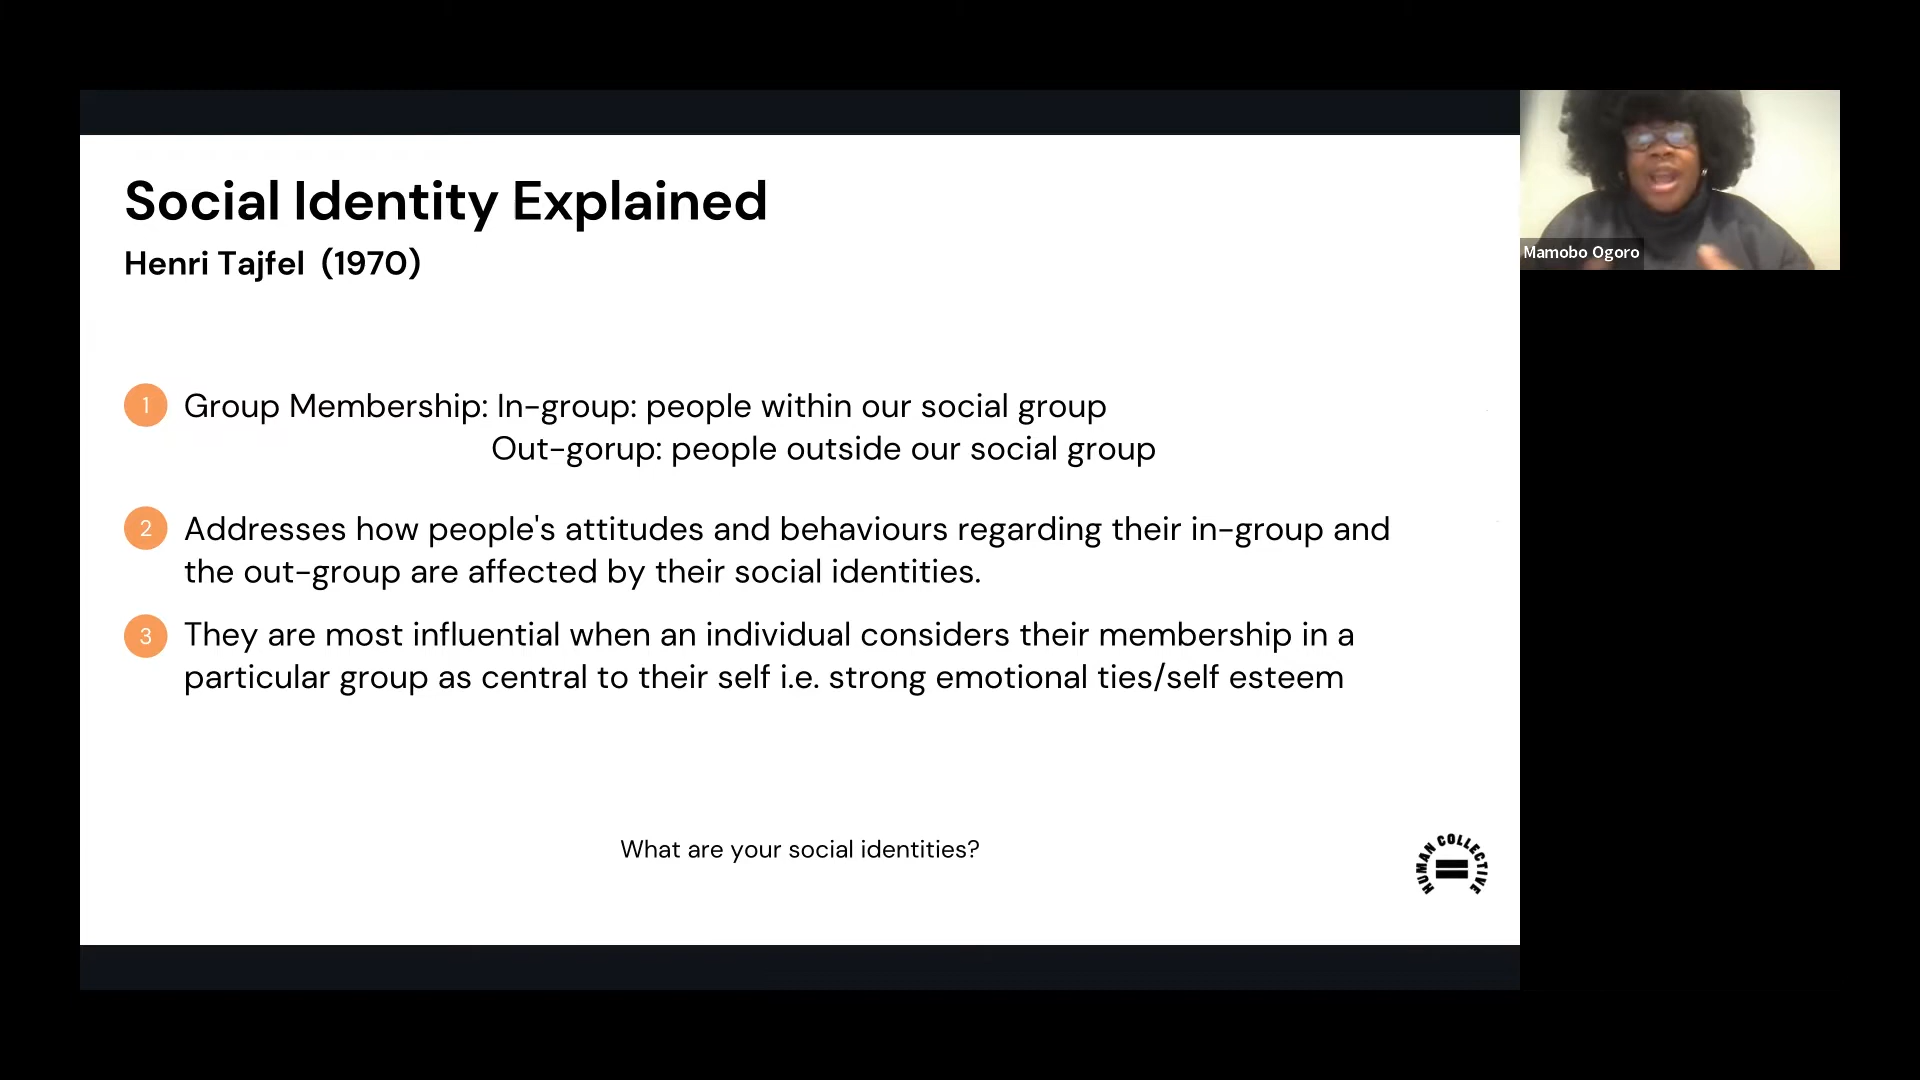 Social Identity Explained
Henri Tajfel (1970)
1 Group Membership: In-group: people within our social group
Out-gorup: people outside our social group
2 Addresses how people's attitudes and behaviours regarding their in-group and
the out-group are affected by their social identities.
3 They are most influential when an individual considers their membership in a
particular group as central to their self i.e. strong emotional ties/self esteem
What are your social identities?
HUMAN COLLECTIVE
Mamobo Ogoro